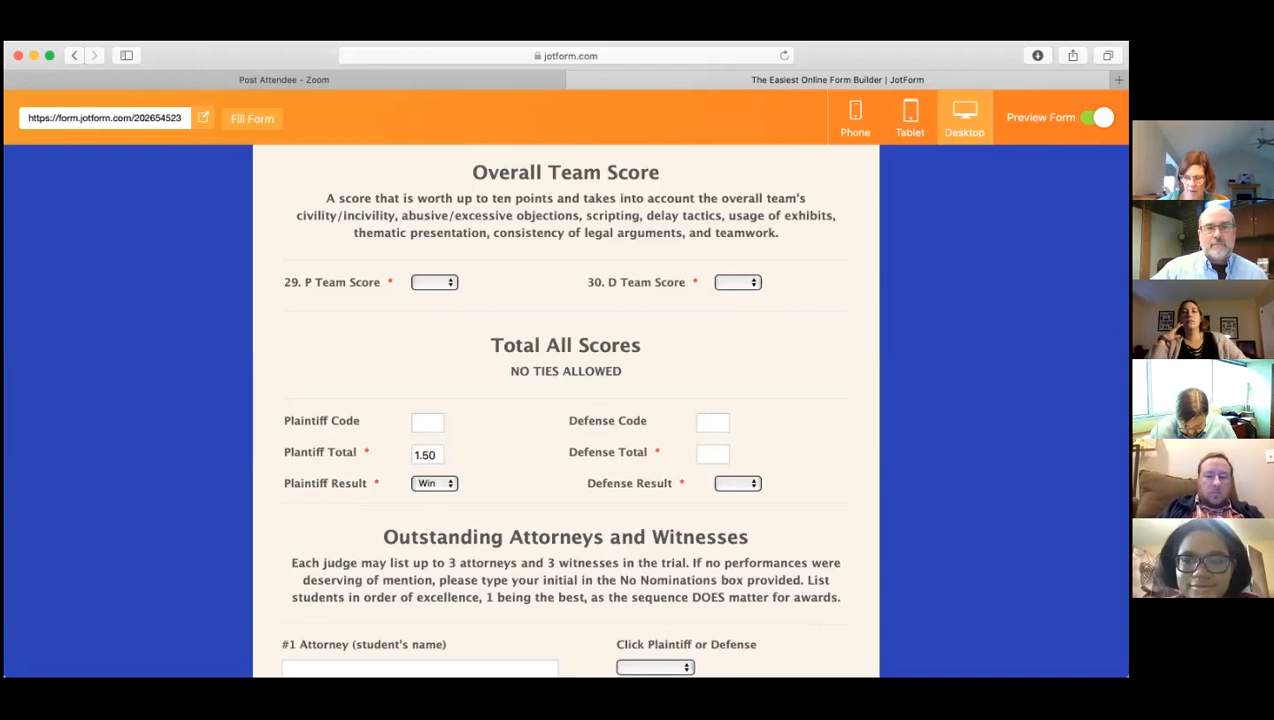 jotform.com
Post Attendee - Zoom
The Easiest Online Form Builder | JotForm
https://form.jotform.com/202654523
Fill Form
Phone
Tablet
Desktop
Preview Form
Overall Team Score
A score that is worth up to ten points and takes into account the overall team's
civility/incivility, abusive/excessive objections, scripting, delay tactics, usage of exhibits,
thematic presentation, consistency of legal arguments, and teamwork.
29. P Team Score *
30. D Team Score *
Total All Scores
NO TIES ALLOWED
Plaintiff Code
Defense Code
Plantiff Total * 1.50
Defense Total *
Plaintiff Result * Win
Defense Result *
Outstanding Attorneys and Witnesses
Each judge may list up to 3 attorneys and 3 witnesses in the trial. If no performances were
deserving of mention, please type your initial in the No Nominations box provided. List
students in order of excellence, 1 being the best, as the sequence DOES matter for awards.
#1 Attorney (student's name)
Click Plaintiff or Defense